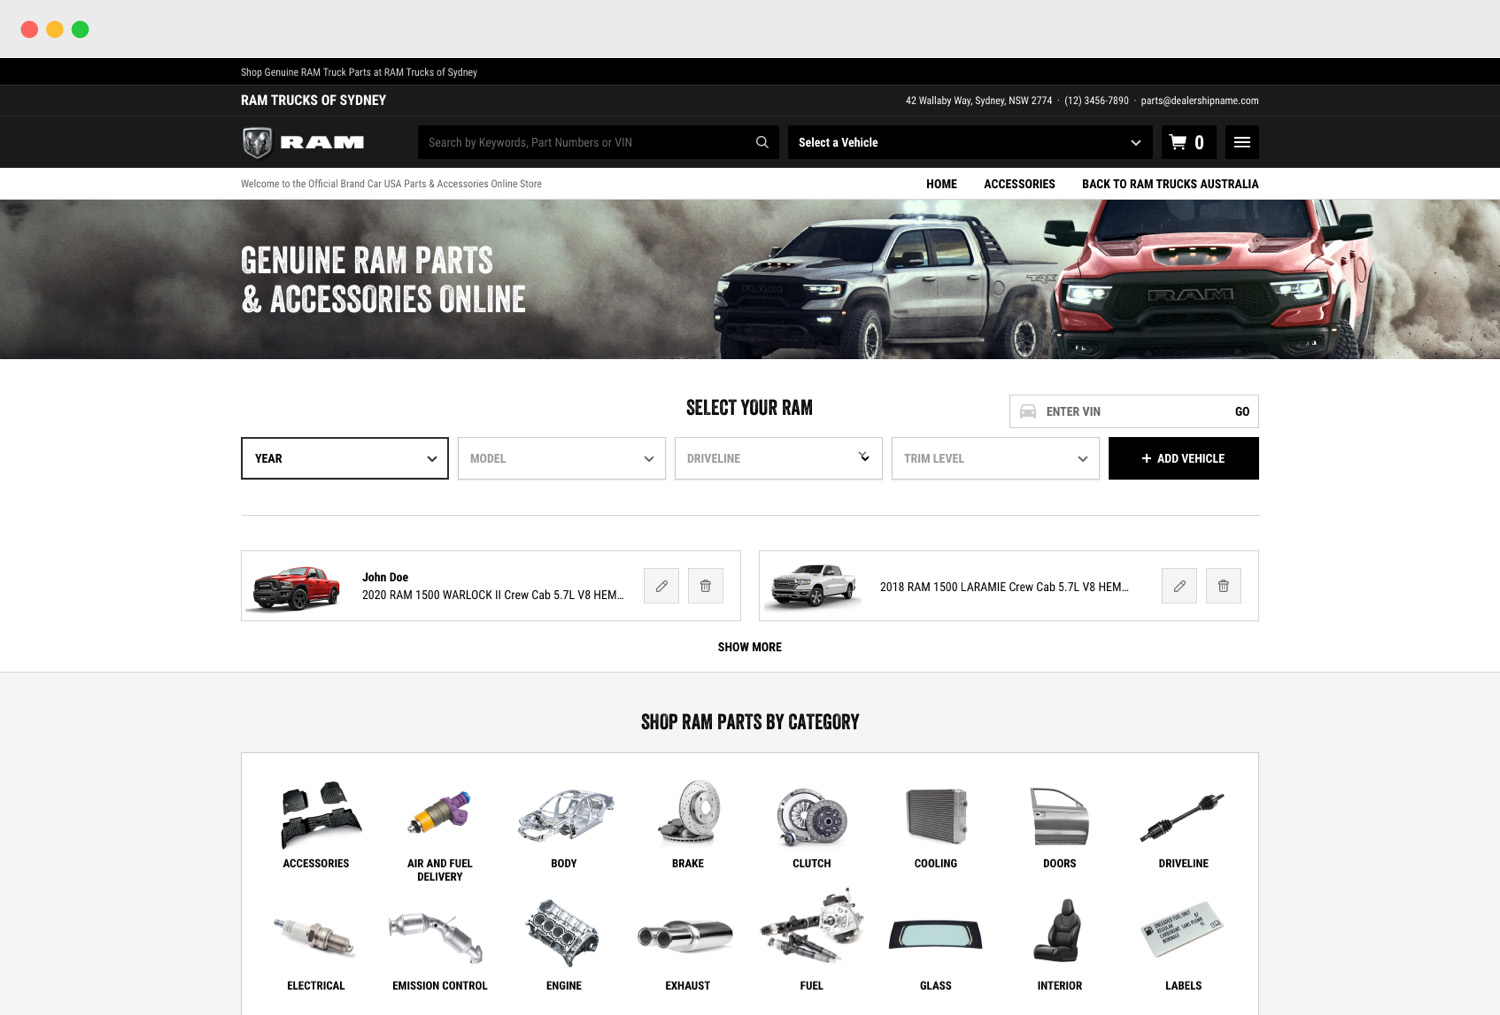 Shop Genuine RAM Truck Parts at RAM Trucks of Sydney
RAM TRUCKS OF SYDNEY
42 Wallaby Way, Sydney, NSW 2774 · (12) 3456-7890 · parts@dealershipname.com
RAM
Search by Keywords, Part Numbers or VIN
Select a Vehicle
0
Welcome to the Official Brand Car USA Parts & Accessories Online Store
HOME
ACCESSORIES
BACK TO RAM TRUCKS AUSTRALIA
GENUINE RAM PARTS
& ACCESSORIES ONLINE
RAM
RAM
SELECT YOUR RAM
ENTER VIN
GO
YEAR
MODEL
DRIVELINE
TRIM LEVEL
+ ADD VEHICLE
John Doe
2020 RAM 1500 WARLOCK II Crew Cab 5.7L V8 HEM...
2018 RAM 1500 LARAMIE Crew Cab 5.7L V8 HEM...
SHOW MORE
SHOP RAM PARTS BY CATEGORY
ACCESSORIES
AIR AND FUEL
DELIVERY
BODY
BRAKE
CLUTCH
COOLING
DOORS
DRIVELINE
UNLEADED FUEL ONLY
REGULAR
ELECTRICAL
EMISSION CONTROL
ENGINE
EXHAUST
FUEL
GLASS
INTERIOR
LABELS